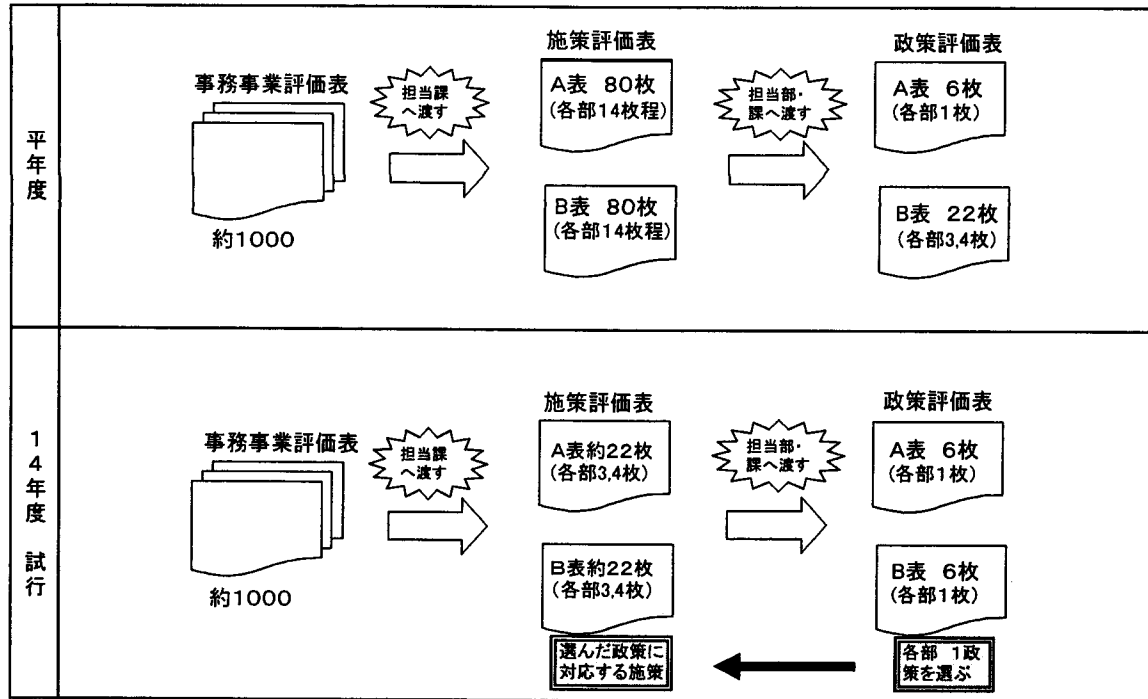 平年度
事務事業評価表
約1000
担当課
へ渡す
施策評価表
A表 80枚
(各部14枚程)
B表 80枚
(各部14枚程)
担当部・
課へ渡す
政策評価表
A表 6枚
(各部1枚)
B表 22枚
(各部3,4枚)
14年度 試行
事務事業評価表
約1000
担当課
へ渡す
施策評価表
A表約22枚
(各部3,4枚)
B表約22枚
(各部3,4枚)
選んだ政策に
対応する施策
担当部・
課へ渡す
政策評価表
A表 6枚
(各部1枚)
B表 6枚
(各部1枚)
各部 1政
策を選ぶ